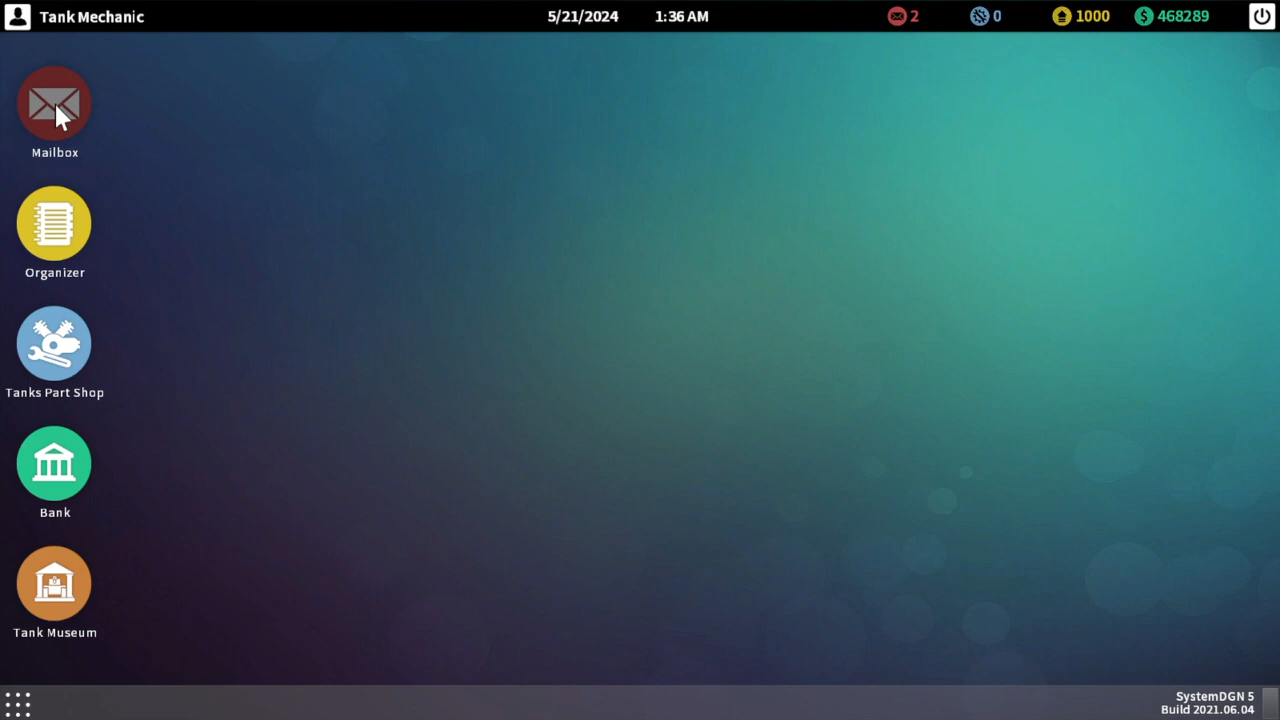 Tank Mechanic 5/21/2024 1:36 AM 2 0 1000 468289
Mailbox
Organizer
Tanks Part Shop
Bank
Tank Museum
SystemDGN 5
Build 2021.06.04